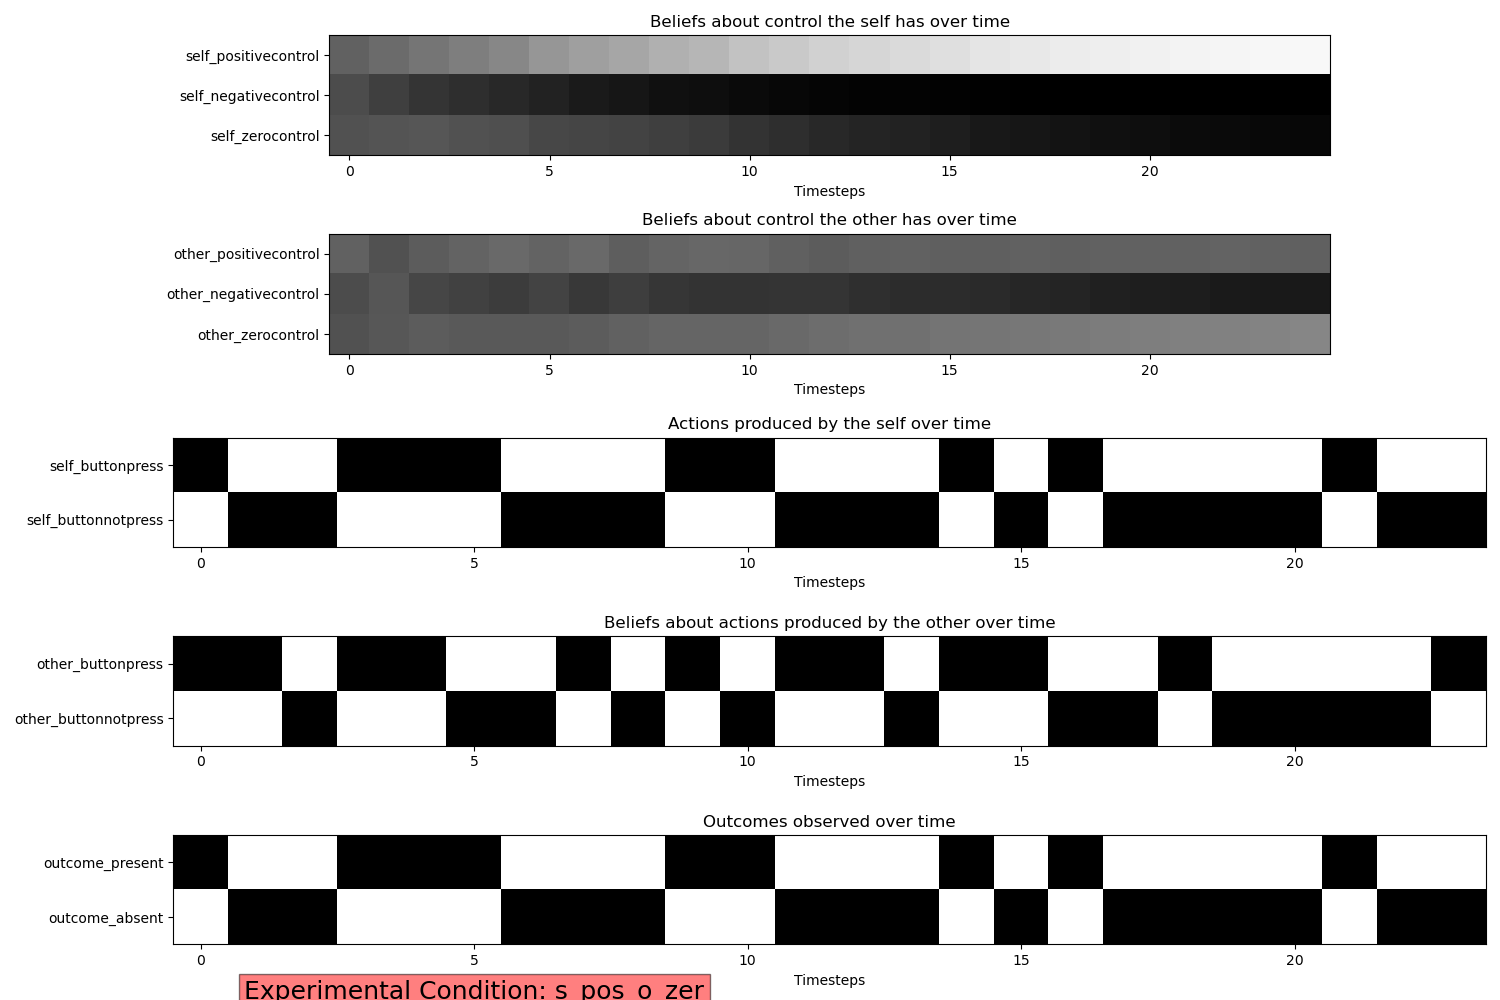 Beliefs about control the self has over time
self_positivecontrol
self_negativecontrol
self_zerocontrol
0 5 10 15 20
Timesteps
Beliefs about control the other has over time
other_positivecontrol
other_negativecontrol
other_zerocontrol
0 5 10 15 20
Timesteps
Actions produced by the self over time
self_buttonpress
self_buttonnotpress
0 5 10 15 20
Timesteps
Beliefs about actions produced by the other over time
other_buttonpress
other_buttonnotpress
0 5 10 15 20
Timesteps
Outcomes observed over time
outcome_present
outcome_absent
0 5 10 15 20
Timesteps
Experimental Condition: s_pos_o_zer